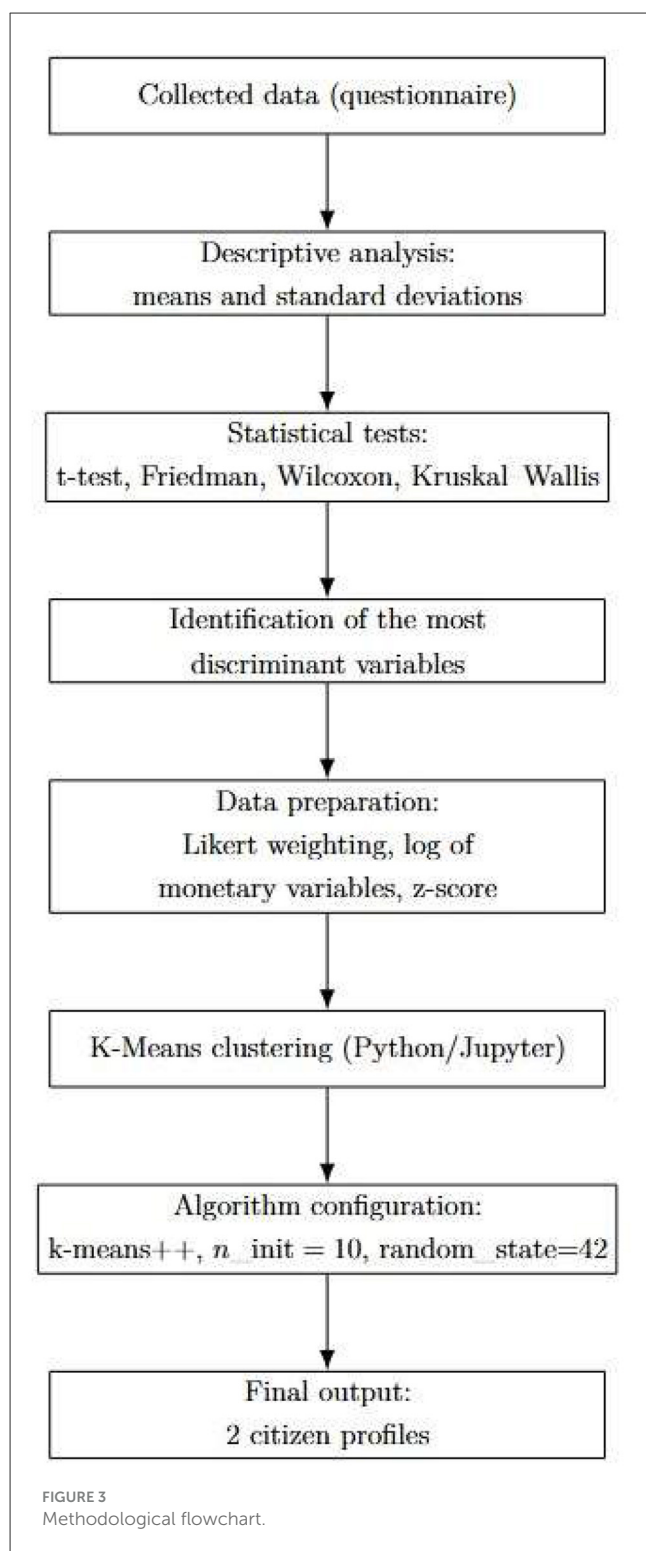 Collected data (questionnaire)
Descriptive analysis:
means and standard deviations
Statistical tests:
t-test, Friedman, Wilcoxon, Kruskal Wallis
Identification of the most
discriminant variables
Data preparation:
Likert weighting, log of
monetary variables, z-score
K-Means clustering (Python/Jupyter)
Algorithm configuration:
k-means++, n_init = 10, random_state=42
Final output:
2 citizen profiles
FIGURE 3
Methodological flowchart.